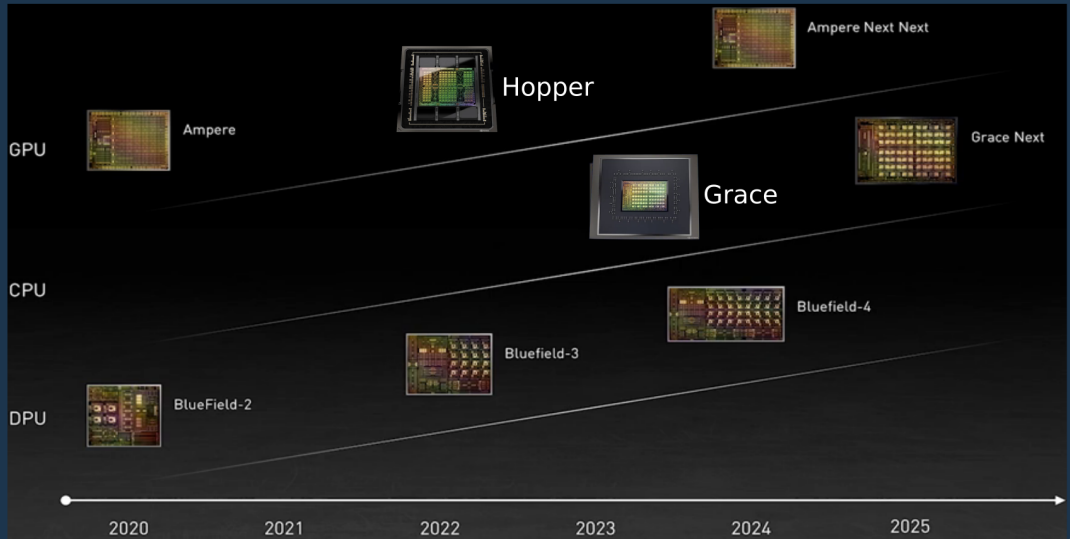 Ampere Next Next
Hopper
Ampere
GPU
Grace Next
Grace
CPU
Bluefield-4
Bluefield-3
BlueField-2
DPU
2020 2021 2022 2023 2024 2025